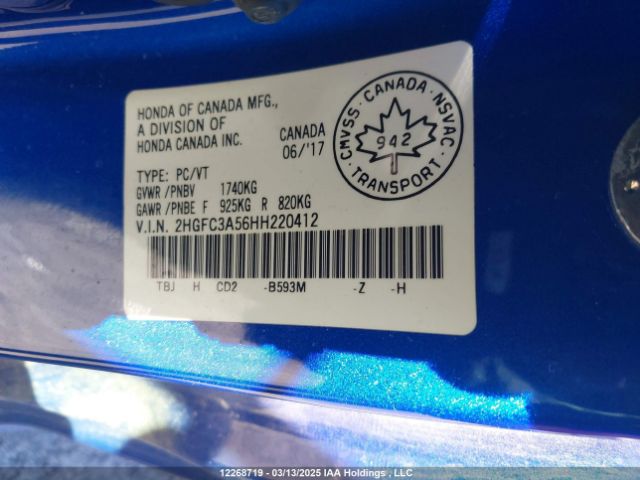 HONDA OF CANADA MFG.,
A DIVISION OF
HONDA CANADA INC.
CANADA
06/'17
TYPE: PC/VT
GVWR /PNBV 1740KG
GAWR /PNBE F 925KG R 820KG
V.I.N. 2HGFC3A56HH220412
TBJ H CD2 -B593M -Z -H
CMVSS · CANADA · NSVAC
942
TRANSPORT
12268719 - 03/13/2025 IAA Holdings , LLC